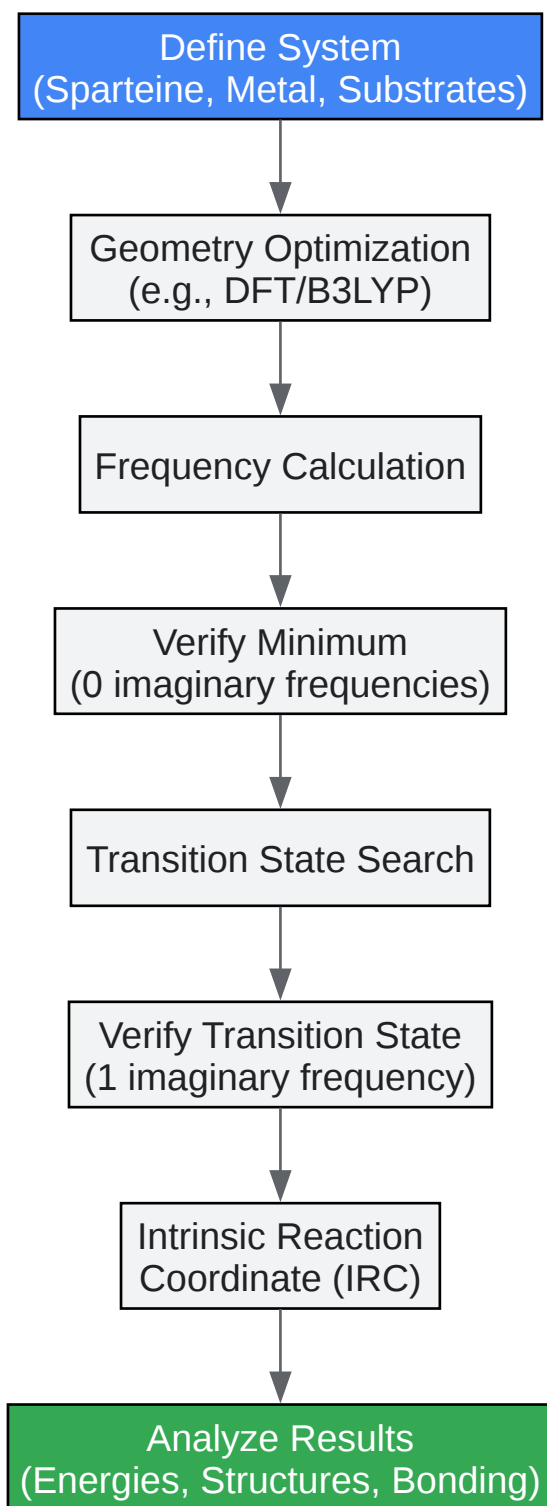 Define System
(Sparteine, Metal, Substrates)
Geometry Optimization
(e.g., DFT/B3LYP)
Frequency Calculation
Verify Minimum
(0 imaginary frequencies)
Transition State Search
Verify Transition State
(1 imaginary frequency)
Intrinsic Reaction
Coordinate (IRC)
Analyze Results
(Energies, Structures, Bonding)